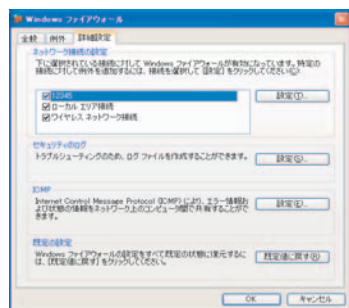 Windows ファイアウォール
全般 例外 詳細設定
ネットワーク接続の設定
下に選択されている接続に対して Windows ファイアウォールが有効になっています。特定の
接続に対して例外を追加するには、接続を選択して [設定] をクリックしてください(C):
12345
設定(T)...
ローカル エリア接続
ワイヤレス ネットワーク接続
セキュリティのログ
トラブルシューティングのため、ログ ファイルを作成することができます。
設定(S)...
ICMP
Internet Control Message Protocol (ICMP) により、エラー情報お
よび状態の情報をネットワーク上のコンピュータ間で共有することがで
きます。
設定(E)...
既定の設定
Windows ファイアウォールの設定をすべて既定の状態に復元するに
は、[既定値に戻す] をクリックしてください。
既定値に戻す(R)
OK キャンセル